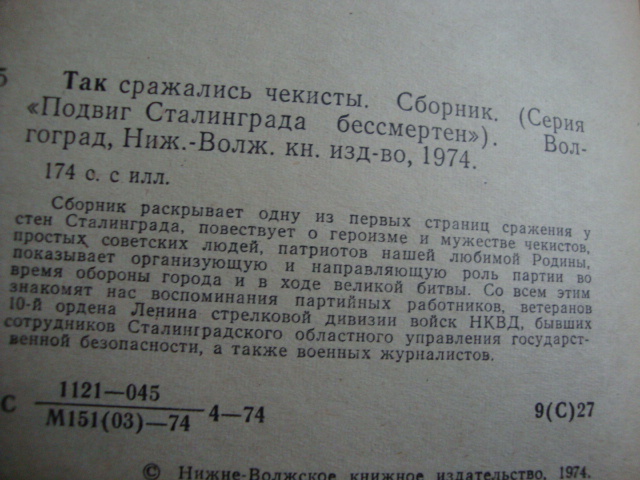 5
Так сражались чекисты. Сборник. (Серия
«Подвиг Сталинграда бессмертен»). Вол-
гоград, Ниж.-Волж. кн. изд-во, 1974.
174 с. с илл.
Сборник раскрывает одну из первых страниц сражения у
стен Сталинграда, повествует о героизме и мужестве чекистов,
простых советских людей, патриотов нашей любимой Родины,
показывает организующую и направляющую роль партии во
время обороны города и в ходе великой битвы. Со всем этим
знакомят нас воспоминания партийных работников, ветеранов
10-й ордена Ленина стрелковой дивизии войск НКВД, бывших
сотрудников Сталинградского областного управления государст-
венной безопасности, а также военных журналистов.
С 1121—045
М151(03)—74 4—74 9(С)27
© Нижне-Волжское книжное издательство, 1974.